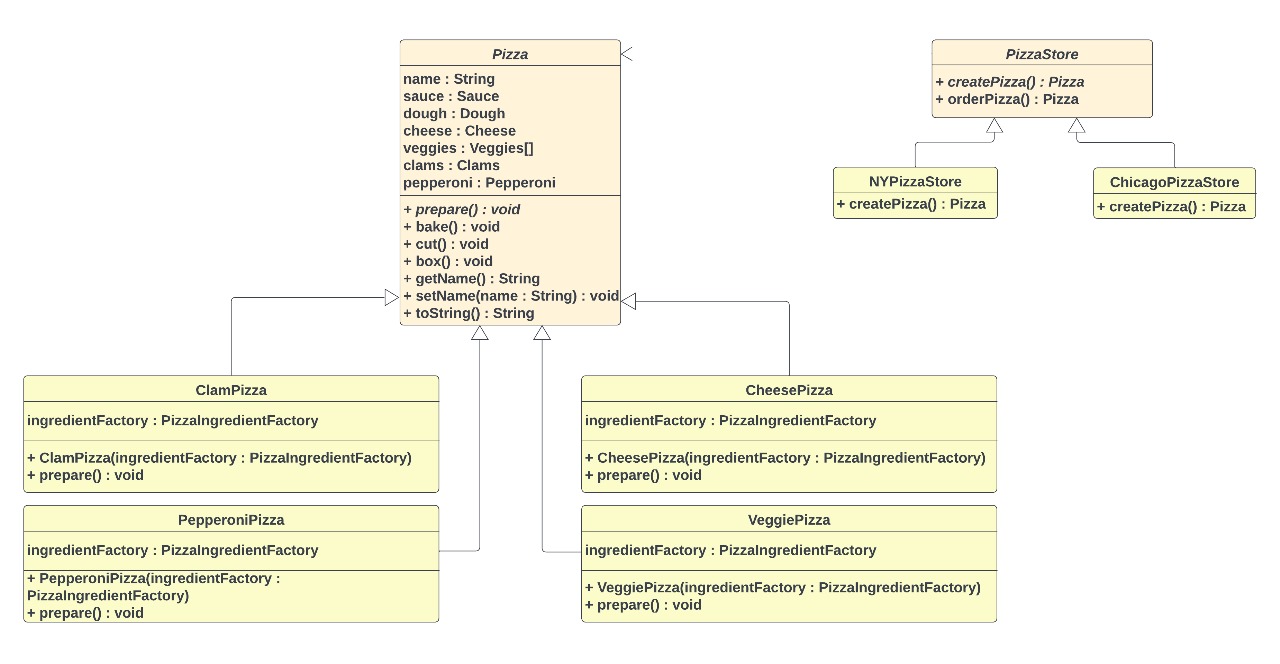 Pizza
name : String
sauce : Sauce
dough : Dough
cheese : Cheese
veggies : Veggies[]
clams : Clams
pepperoni : Pepperoni
+ prepare() : void
+ bake() : void
+ cut() : void
+ box() : void
+ getName() : String
+ setName(name : String) : void
+ toString() : String
PizzaStore
+ createPizza() : Pizza
+ orderPizza() : Pizza
NYPizzaStore
+ createPizza() : Pizza
ChicagoPizzaStore
+ createPizza() : Pizza
ClamPizza
ingredientFactory : PizzaIngredientFactory
+ ClamPizza(ingredientFactory : PizzaIngredientFactory)
+ prepare() : void
CheesePizza
ingredientFactory : PizzaIngredientFactory
+ CheesePizza(ingredientFactory : PizzaIngredientFactory)
+ prepare() : void
PepperoniPizza
ingredientFactory : PizzaIngredientFactory
+ PepperoniPizza(ingredientFactory :
PizzaIngredientFactory)
+ prepare() : void
VeggiePizza
ingredientFactory : PizzaIngredientFactory
+ VeggiePizza(ingredientFactory : PizzaIngredientFactory)
+ prepare() : void